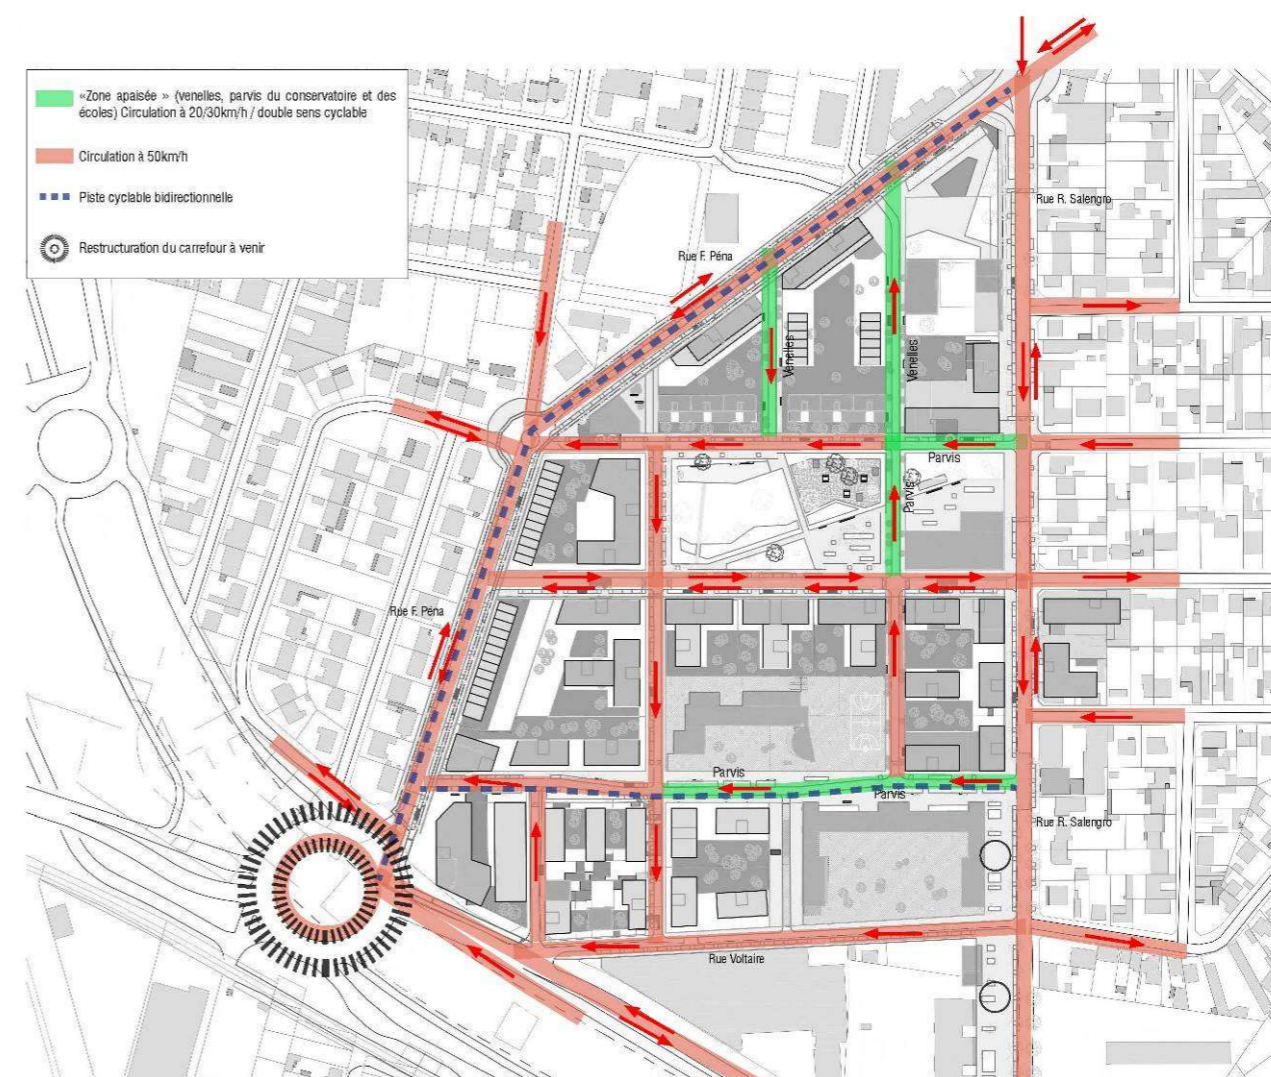 «Zone apaisée » (venelles, parvis du conservatoire et des
écoles) Circulation à 20/30km/h / double sens cyclable
Circulation à 50km/h
Piste cyclable bidirectionnelle
Restructuration du carrefour à venir
Rue R. Salengro
Rue F. Péna
Venelles
Venelles
Parvis
Parvis
Rue F. Péna
Parvis
Parvis
Rue R. Salengro
Rue Voltaire